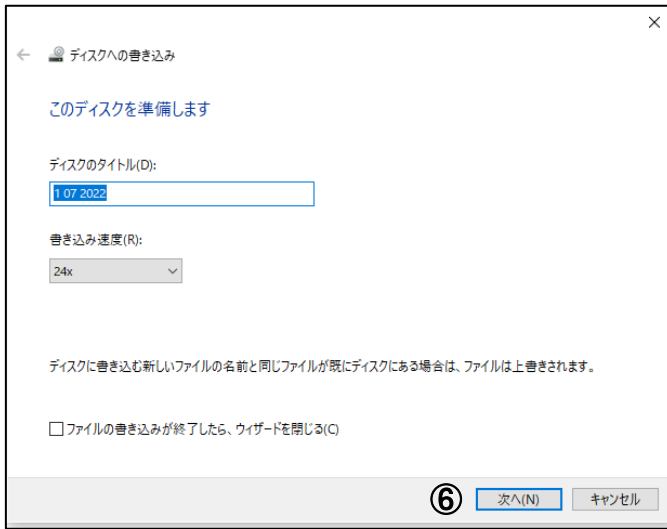 ディスクへの書き込み
このディスクを準備します
ディスクのタイトル(D):
1 07 2022
書き込み速度(R):
24x
ディスクに書き込む新しいファイルの名前と同じファイルが既にディスクにある場合は、ファイルは上書きされます。
ファイルの書き込みが終了したら、ウィザードを閉じる(C)
⑥ 次へ(N) キャンセル